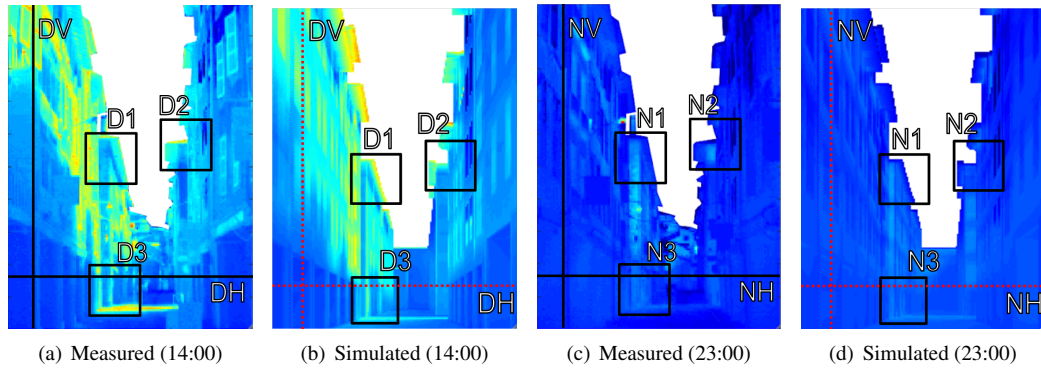 DV
D1
D2
D3
DH
DV
D1
D2
D3
DH
NV
N1
N2
N3
NH
NV
N1
N2
N3
NH
(a) Measured (14:00)
(b) Simulated (14:00)
(c) Measured (23:00)
(d) Simulated (23:00)